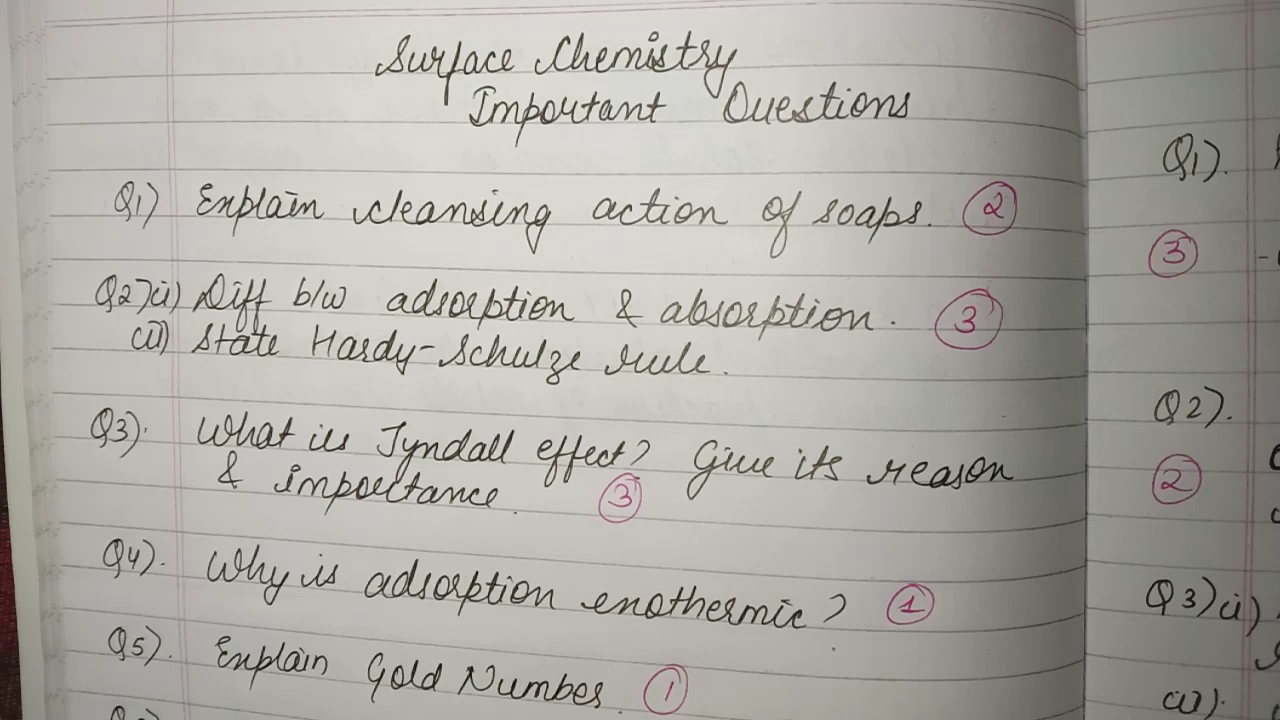 Surface Chemistry
Important Questions
Q1) Explain cleansing action of soaps. 2
Q2)(i) Diff b/w adsorption & absorption. 3
(ii) State Hardy-Schulze rule.
Q3). What is Tyndall effect? Give its reason
& importance. 3
Q4). Why is adsorption exothermic? 1
Q5). Explain Gold Number. 1
Q1).
3
Q2).
2
Q3)(i)
(ii).